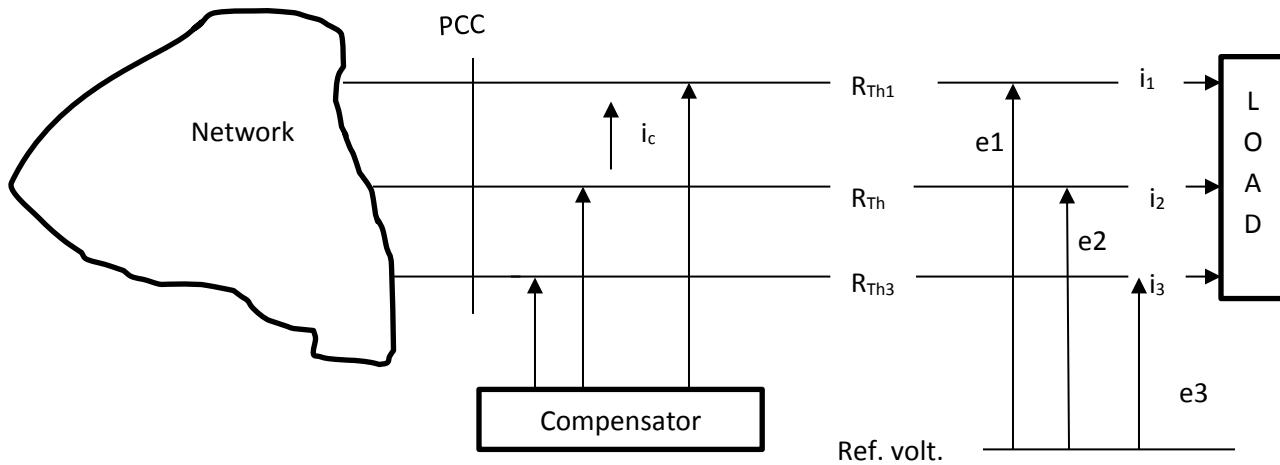 PCC
Network
R_Th1
i_1
e1
i_c
R_Th
i_2
e2
R_Th3
i_3
e3
L
O
A
D
Compensator
Ref. volt.